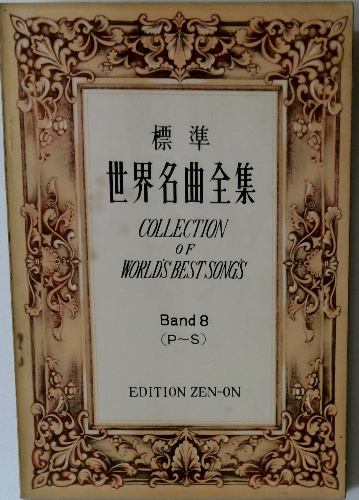 標準
世界名曲全集
COLLECTION
OF
WORLD'S BEST SONGS
Band 8
(P〜S)
EDITION ZEN-ON